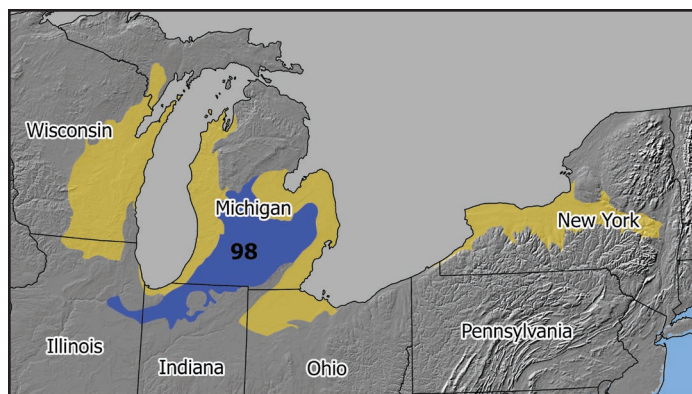 Wisconsin
Michigan
98
New York
Illinois
Indiana
Ohio
Pennsylvania